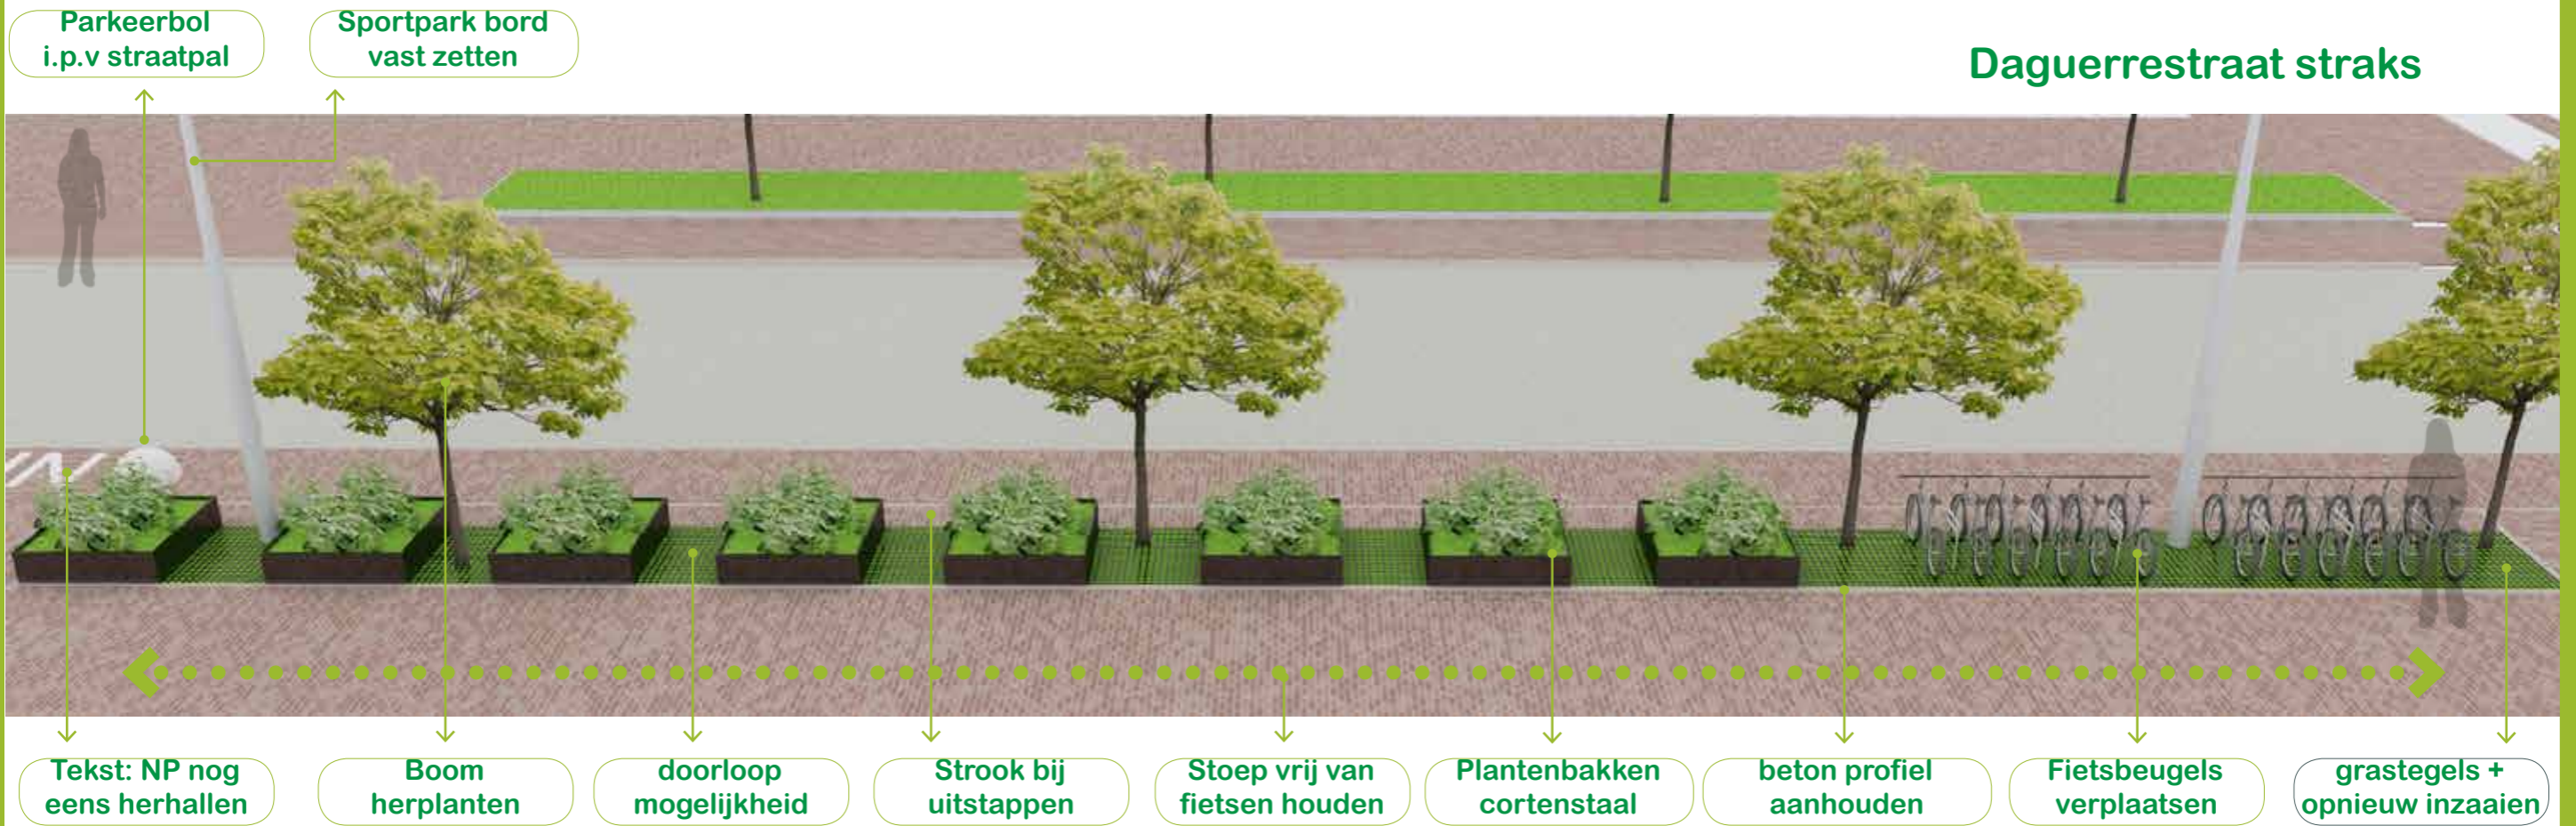 Parkeerbol
i.p.v straatpal
Sportpark bord
vast zetten
Daguerrestraat straks
Tekst: NP nog
eens herhallen
Boom
herplanten
doorloop
mogelijkheid
Strook bij
uitstappen
Stoep vrij van
fietsen houden
Plantenbakken
cortenstaal
beton profiel
aanhouden
Fietsbeugels
verplaatsen
grastegels +
opnieuw inzaaien